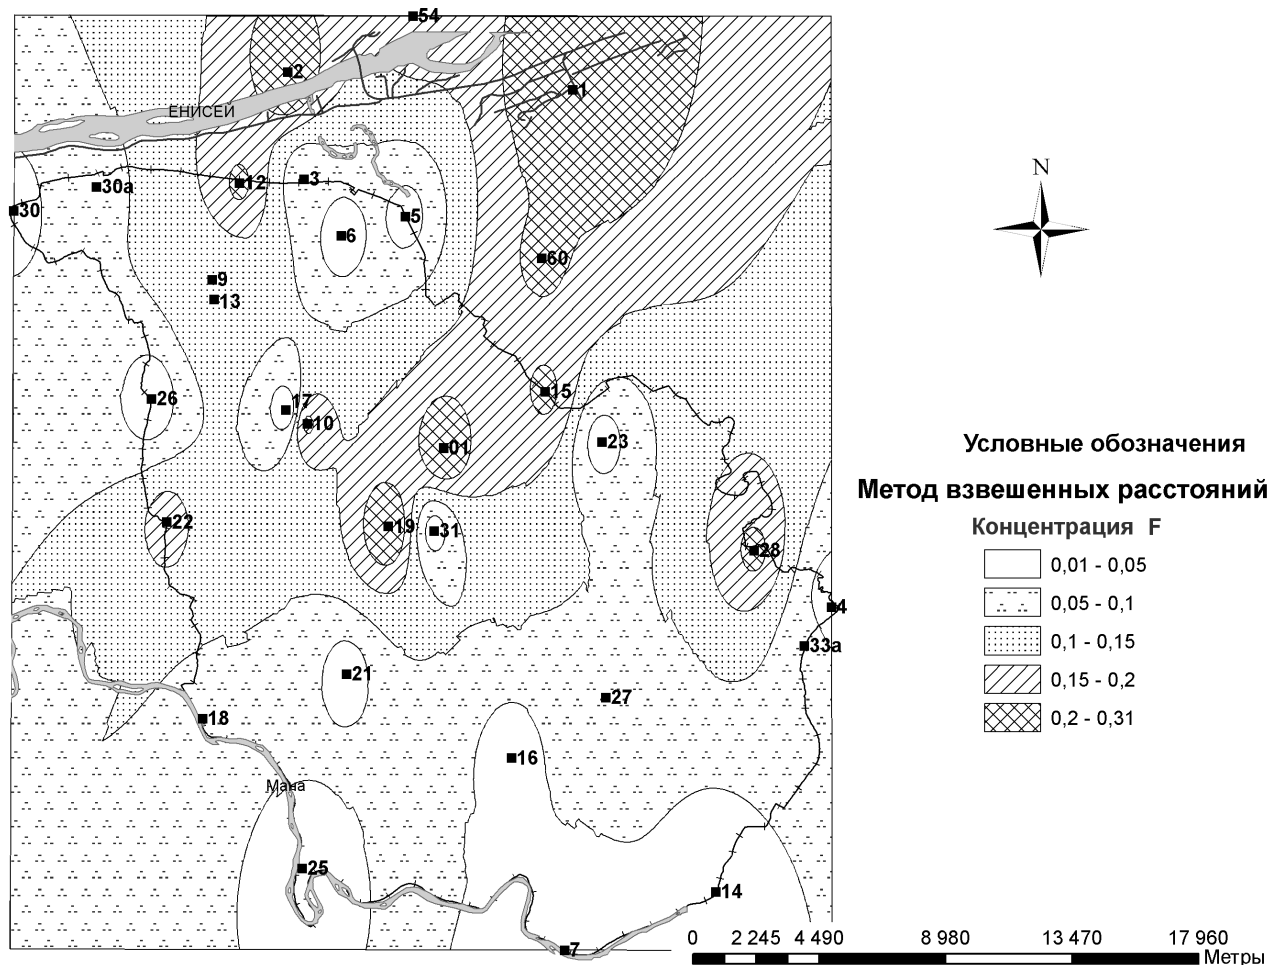 54
2
1
ЕНИСЕЙ
N
30a
12
3
30
5
6
60
9
13
15
26
17
10
01
23
Условные обозначения
Метод взвешенных расстояний
Концентрация F
22
19
31
28
0,01 - 0,05
0,05 - 0,1
4
0,1 - 0,15
33a
21
0,15 - 0,2
27
18
0,2 - 0,31
16
Мана
25
14
7
0 2 245 4 490 8 980 13 470 17 960
Метры